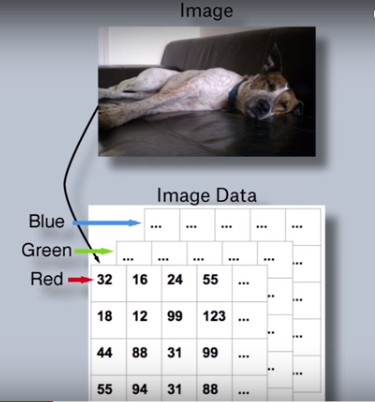 Image
Image Data
Blue ... ... ... ... ...
Green ... ... ... ... ... ...
Red 32 16 24 55 ... ...
18 12 99 123 ... .. ...
44 88 31 99 ... .. ...
55 94 31 88 ... .. ...